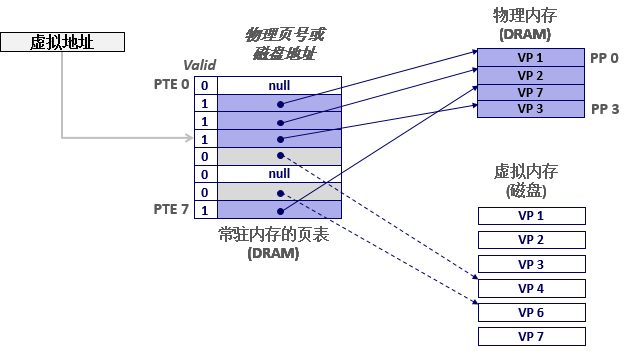 虚拟地址
物理页号或
磁盘地址
Valid
PTE 0
0
null
1
1
1
0
0
null
0
PTE 7
1
常驻内存的页表
(DRAM)
物理内存
(DRAM)
VP 1
PP 0
VP 2
VP 7
VP 3
PP 3
虚拟内存
(磁盘)
VP 1
VP 2
VP 3
VP 4
VP 6
VP 7